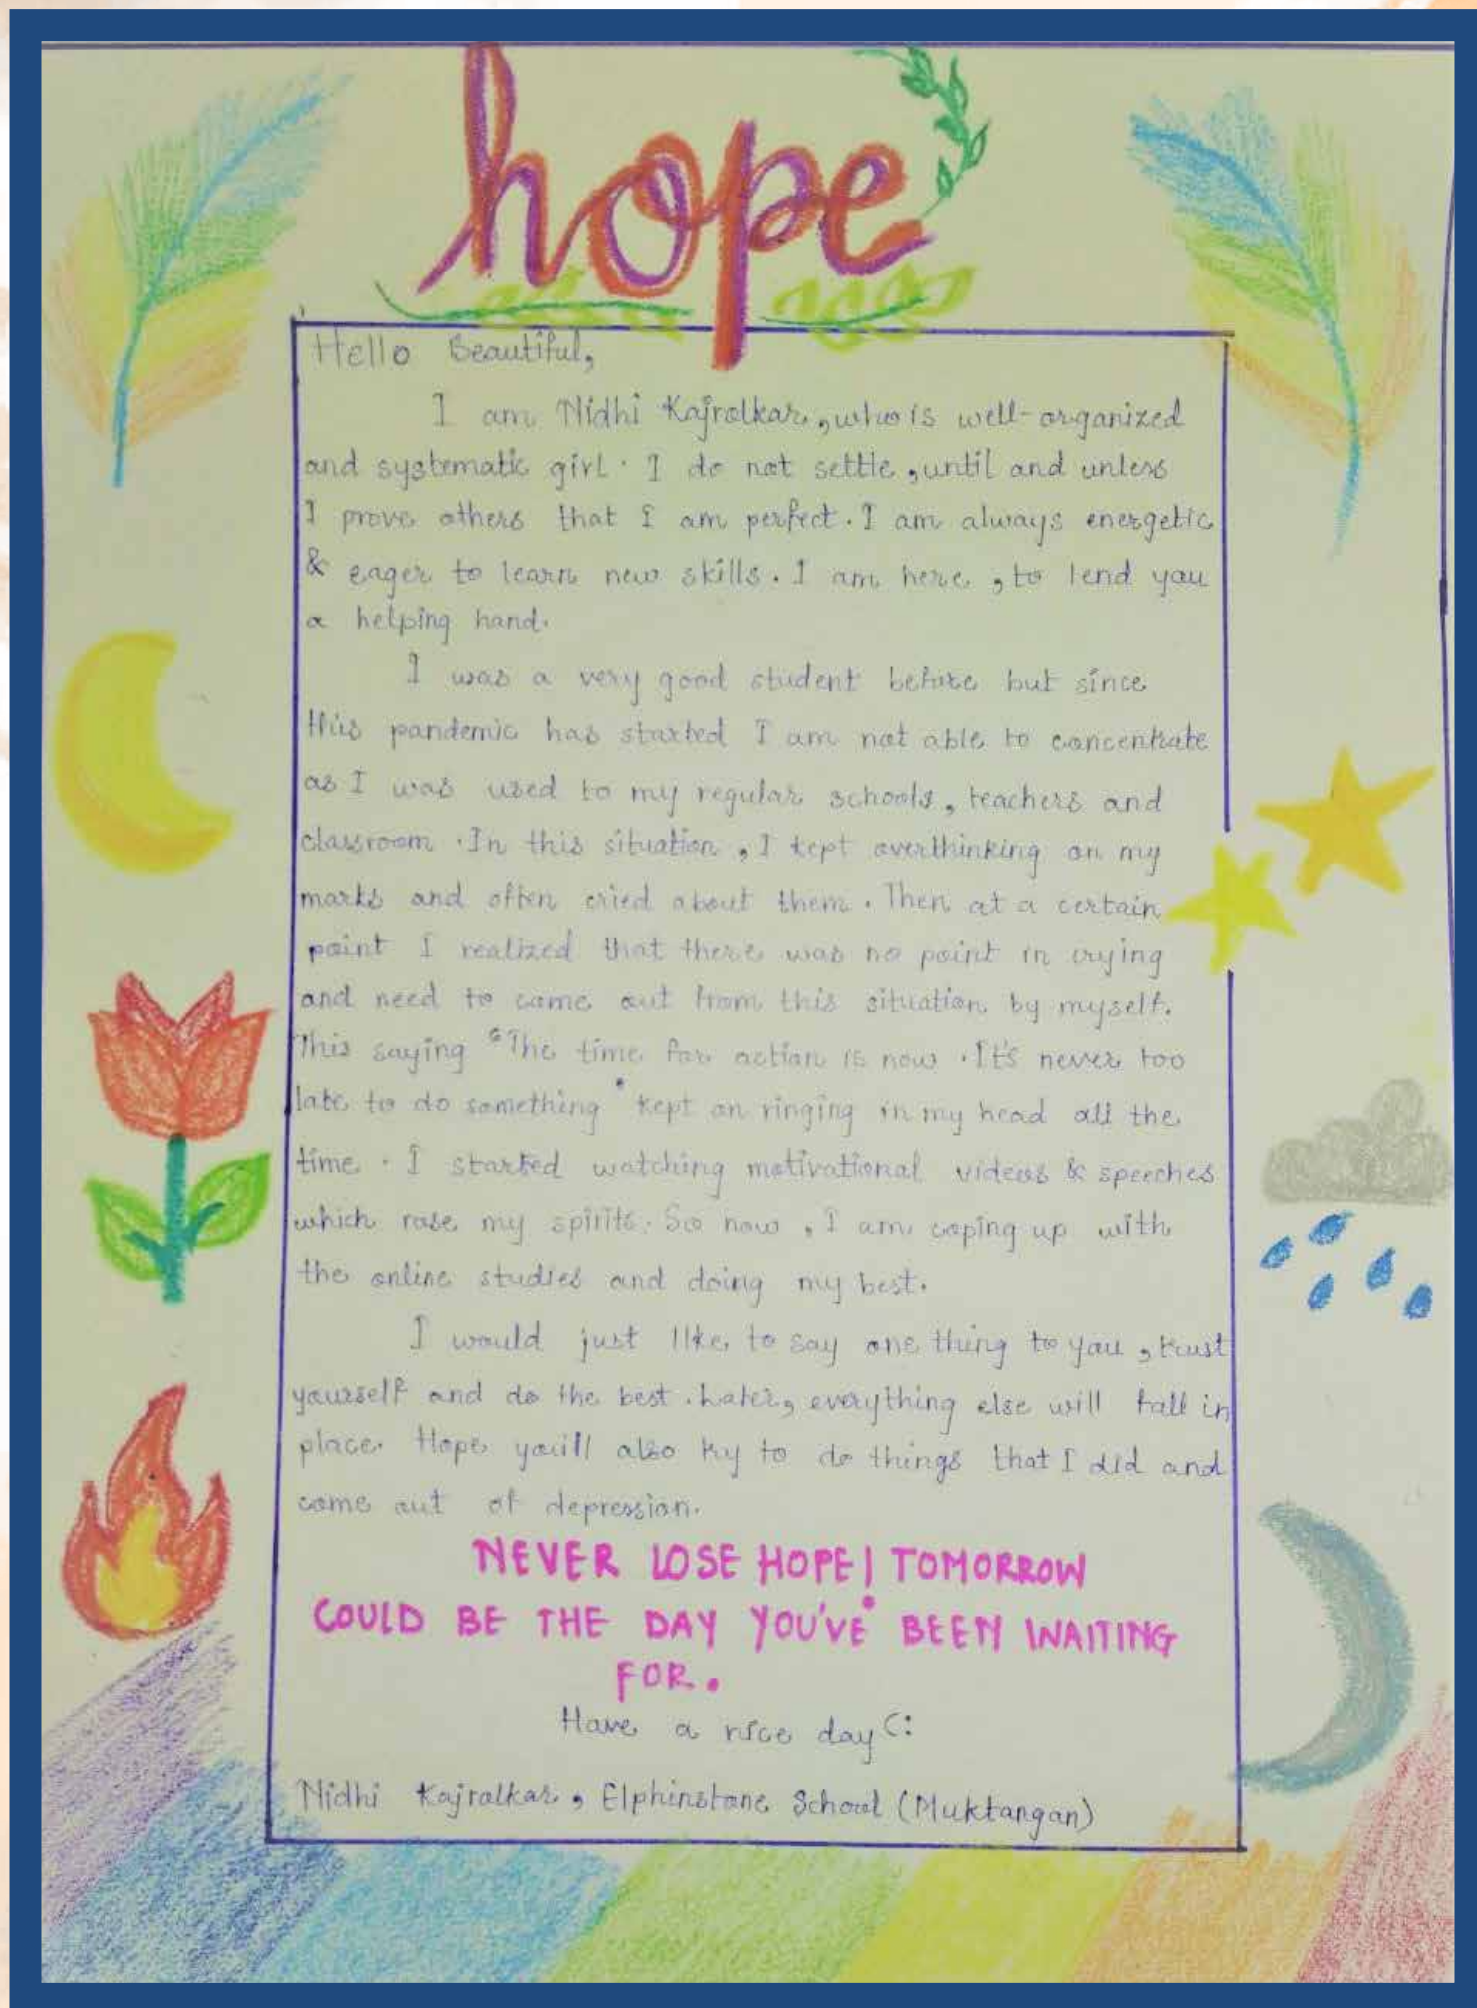 hope
Hello Beautiful,
I am Nidhi Kajrolkar, who is well-organized
and systematic girl. I do not settle, until and unless
I prove others that I am perfect. I am always energetic
& eager to learn new skills. I am here, to lend you
a helping hand.
I was a very good student before but since
this pandemic has started I am not able to concentrate
as I was used to my regular schools, teachers and
classroom. In this situation, I kept overthinking on my
marks and often cried about them. Then at a certain
point I realized that there was no point in crying
and need to come out from this situation by myself.
This saying "The time for action is now. It's never too
late to do something" kept on ringing in my head all the
time. I started watching motivational videos & speeches
which rose my spirits. So now, I am coping up with
the online studies and doing my best.
I would just like to say one thing to you, trust
yourself and do the best. Later, everything else will fall in
place. Hope you'll also try to do things that I did and
come out of depression.
NEVER LOSE HOPE! TOMORROW
COULD BE THE DAY YOU'VE BEEN WAITING
FOR.
Have a nice day (:
Nidhi Kajrolkar, Elphinstone School (Muktangan)